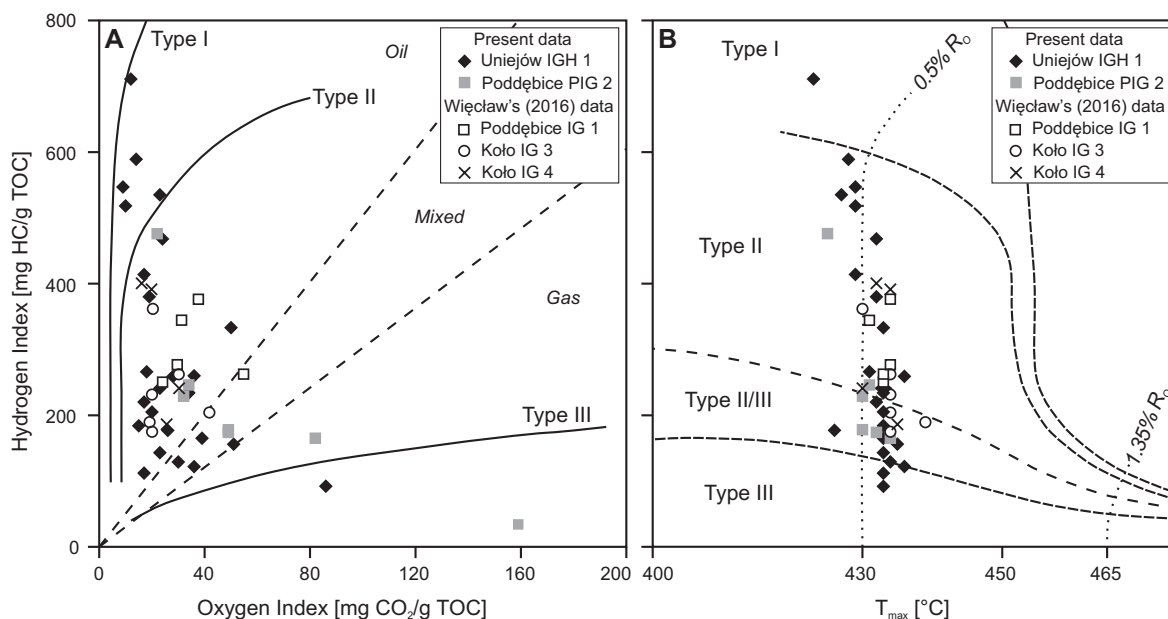 Hydrogen Index [mg HC/g TOC]
800
600
400
200
0
A
Type I
Type II
Oil
Mixed
Gas
Type III
Present data
Uniejów IGH 1
Poddębice PIG 2
Więcław's (2016) data
Poddębice IG 1
Koło IG 3
Koło IG 4
0
40
80
120
160
200
Oxygen Index [mg CO₂/g TOC]
B
Type I
0.5% Rₒ
Type II
Type II/III
Type III
1.35% Rₒ
Present data
Uniejów IGH 1
Poddębice PIG 2
Więcław's (2016) data
Poddębice IG 1
Koło IG 3
Koło IG 4
400
430
450
465
Tₘₐₓ [°C]